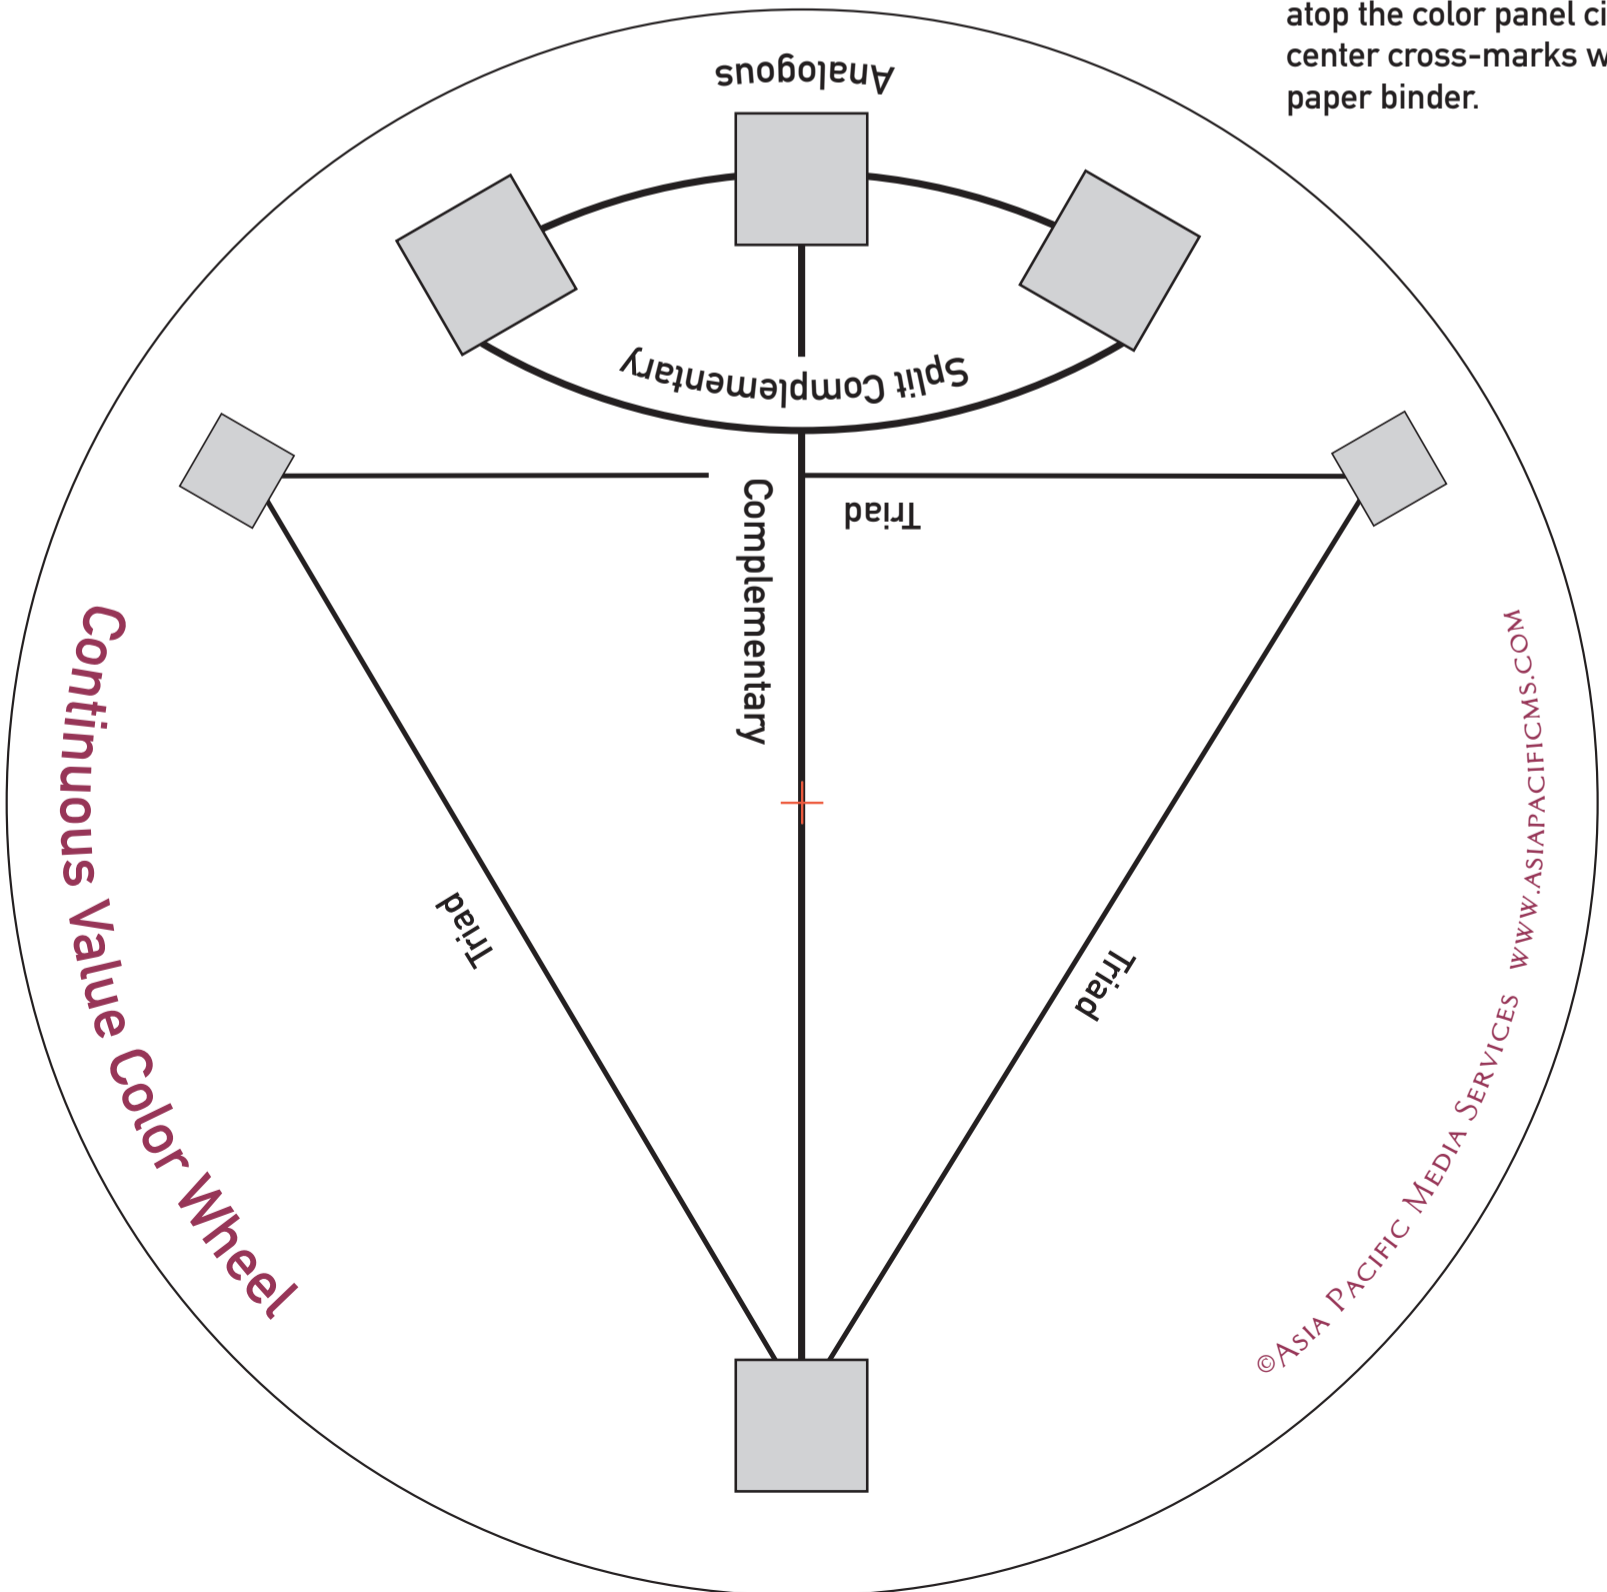 atop the color panel ci
center cross-marks w
paper binder.
Analogous
Split Complementary
Complementary
Triad
Triad
Triad
Continuous Value Color Wheel
©Asia Pacific Media Services www.asiapacificms.com